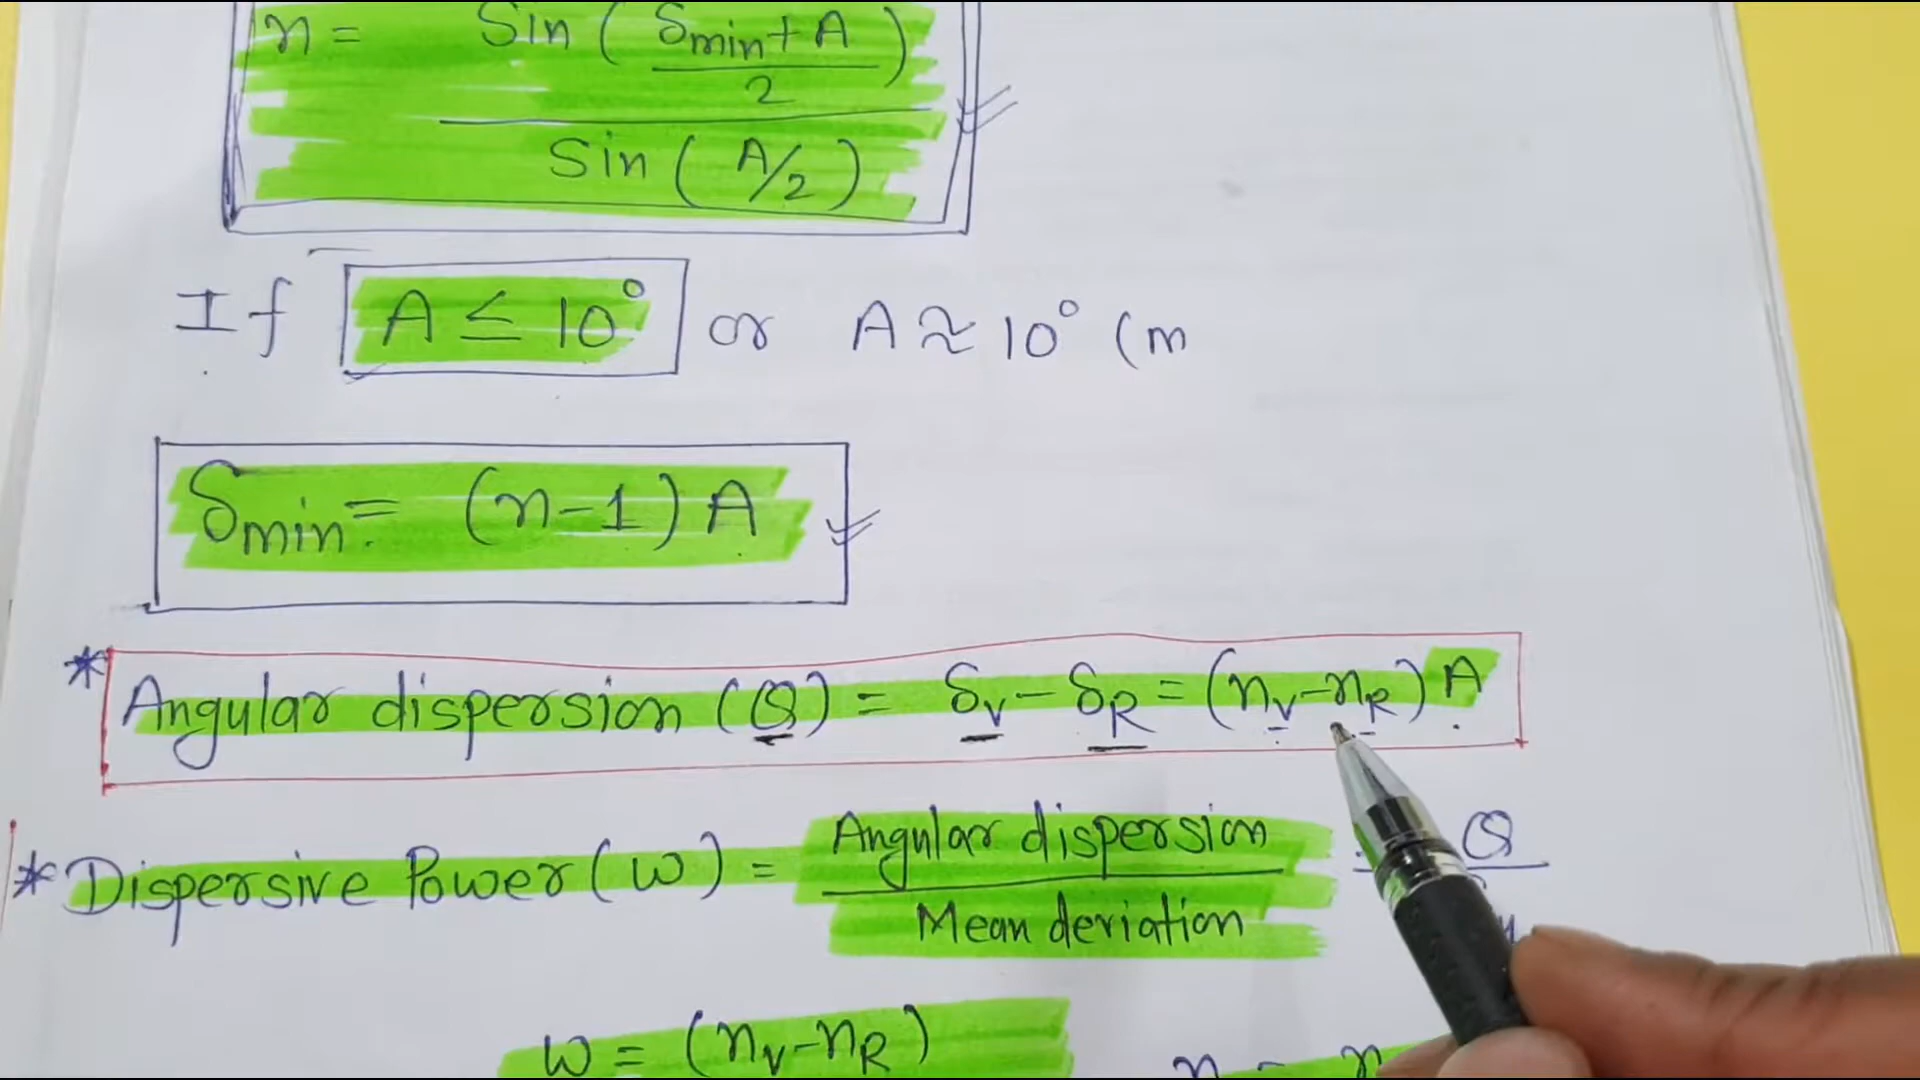 n = Sin ( δmin + A / 2 )
Sin ( A/2 )
If A ≤ 10° or A ≈ 10° (m
δmin = (n-1) A
* Angular dispersion (Q) = δV - δR = (nV - nR) A
* Dispersive Power (w) = Angular dispersion / Mean deviation Q
w = (nV - nR)